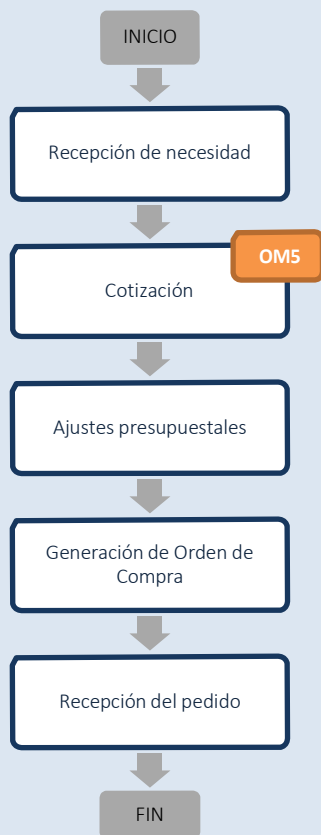 INICIO
Recepción de necesidad
OM5
Cotización
Ajustes presupuestales
Generación de Orden de
Compra
Recepción del pedido
FIN